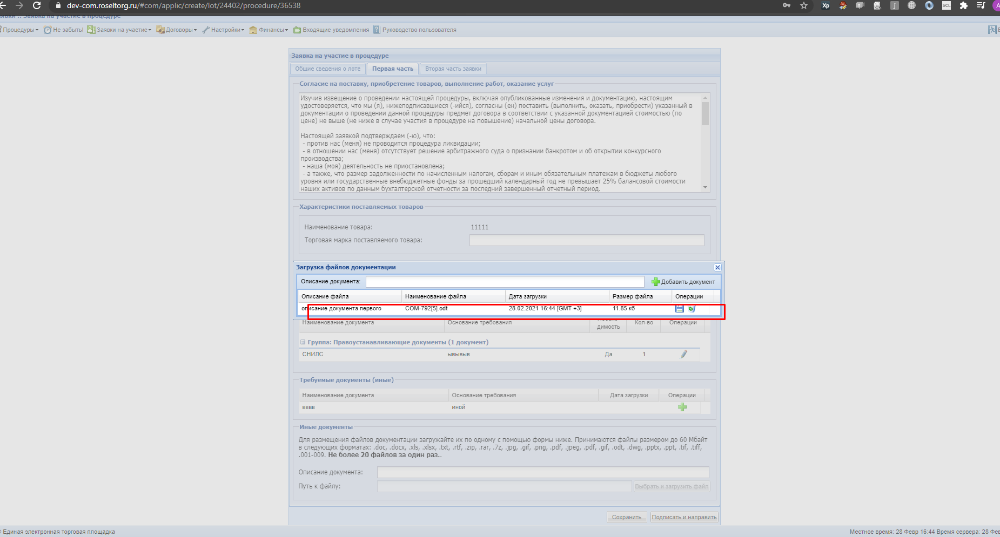 dev-com.roseltorg.ru/#com/applic/create/lot/24402/procedure/36538
Заявка на участие в процедуре
Процедуры
Не забыть!
Заявки на участие
Договоры
Настройки
Финансы
Входящие уведомления
Руководство пользователя
Заявка на участие в процедуре
Общие сведения о лоте
Первая часть
Вторая часть заявки
Согласие на поставку, приобретение товаров, выполнение работ, оказание услуг
Изучив извещение о проведении настоящей процедуры, включая опубликованные изменения и документацию, настоящим
удостоверяется, что мы (я), нижеподписавшиеся (-ийся), согласны (ен) поставить (выполнить, оказать, приобрести) указанный в
документации о проведении данной процедуры предмет договора в соответствии с указанной документацией стоимостью (по
цене) не выше (не ниже в случае участия в процедуре на повышение) начальной цены договора.
Настоящей заявкой подтверждаем (-ю), что:
- против нас (меня) не проводится процедура ликвидации;
- в отношении нас (меня) отсутствует решение арбитражного суда о признании банкротом и об открытии конкурсного
производства;
- наша (моя) деятельность не приостановлена;
- а также, что размер задолженности по начисленным налогам, сборам и иным обязательным платежам в бюджеты любого
уровня или государственные внебюджетные фонды за прошедший календарный год не превышает 25% балансовой стоимости
наших активов по данным бухгалтерской отчетности за последний завершенный отчетный период.
Характеристики поставляемых товаров
Наименование товара: 11111
Торговая марка поставляемого товара:
Загрузка файлов документации
Описание документа:
Добавить документ
Описание файла Наименование файла Дата загрузки Размер файла Операции
описание документа первого COM-792[5].odt 28.02.2021 16:44 [GMT +3] 11.85 кб
Наименование документа Основание требования димость Кол-во Операции
Группа: Правоустанавливающие документы (1 документ)
СНИЛС ывывыв Да 1
Требуемые документы (иные)
Наименование документа Основание требования Дата загрузки Операции
вввв иной
Иные документы
Для размещения файлов документации загружайте их по одному с помощью формы ниже. Принимаются файлы размером до 60 Мбайт
в следующих форматах: .doc, .docx, .xls, .xlsx, .txt, .rtf, .zip, .rar, .7z, .jpg, .gif, .png, .pdf, .jpeg, .pdf, .gif, .odt, .dwg, .pptx, .ppt, .tif, .tiff,
.001-009. Не более 20 файлов за один раз..
Описание документа:
Путь к файлу:
Выбрать и загрузить файл
Сохранить
Подписать и направить
Единая электронная торговая площадка
Местное время: 28 Февр 16:44 Время сервера: 28 Фев